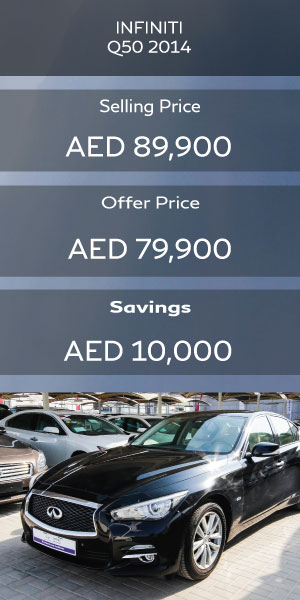 INFINITI
Q50 2014
Selling Price
AED 89,900
Offer Price
AED 79,900
Savings
AED 10,000